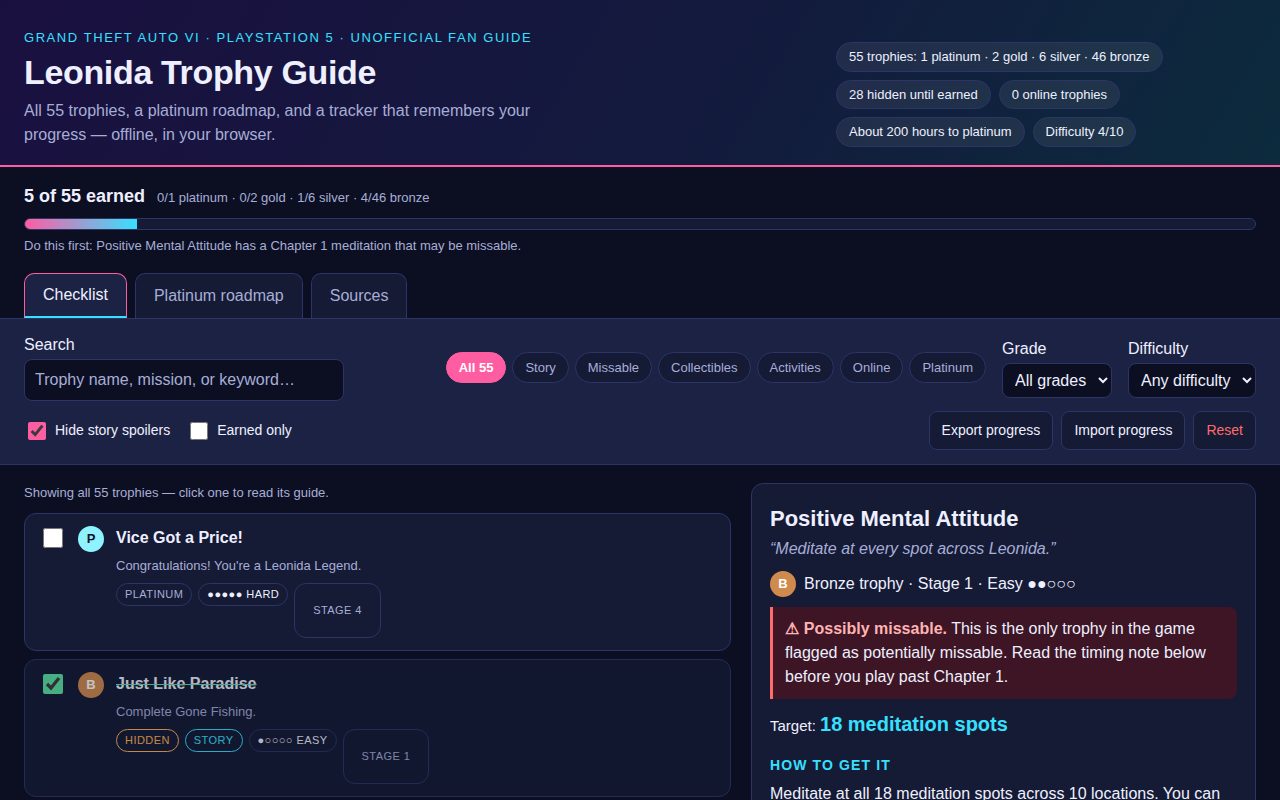 GRAND THEFT AUTO VI · PLAYSTATION 5 · UNOFFICIAL FAN GUIDE
Leonida Trophy Guide
All 55 trophies, a platinum roadmap, and a tracker that remembers your
progress — offline, in your browser.
55 trophies: 1 platinum · 2 gold · 6 silver · 46 bronze
28 hidden until earned
0 online trophies
About 200 hours to platinum
Difficulty 4/10
5 of 55 earned 0/1 platinum · 0/2 gold · 1/6 silver · 4/46 bronze
Do this first: Positive Mental Attitude has a Chapter 1 meditation that may be missable.
Checklist
Platinum roadmap
Sources
Search
Trophy name, mission, or keyword…
All 55
Story
Missable
Collectibles
Activities
Online
Platinum
Grade
All grades
Difficulty
Any difficulty
Hide story spoilers
Earned only
Export progress
Import progress
Reset
Showing all 55 trophies — click one to read its guide.
P
Vice Got a Price!
Congratulations! You're a Leonida Legend.
PLATINUM
●●●●● HARD
STAGE 4
B
Just Like Paradise
Complete Gone Fishing.
HIDDEN
STORY
●○○○○ EASY
STAGE 1
Positive Mental Attitude
“Meditate at every spot across Leonida.”
B Bronze trophy · Stage 1 · Easy ●●○○○
⚠ Possibly missable. This is the only trophy in the game
flagged as potentially missable. Read the timing note below
before you play past Chapter 1.
Target: 18 meditation spots
HOW TO GET IT
Meditate at all 18 meditation spots across 10 locations. You can